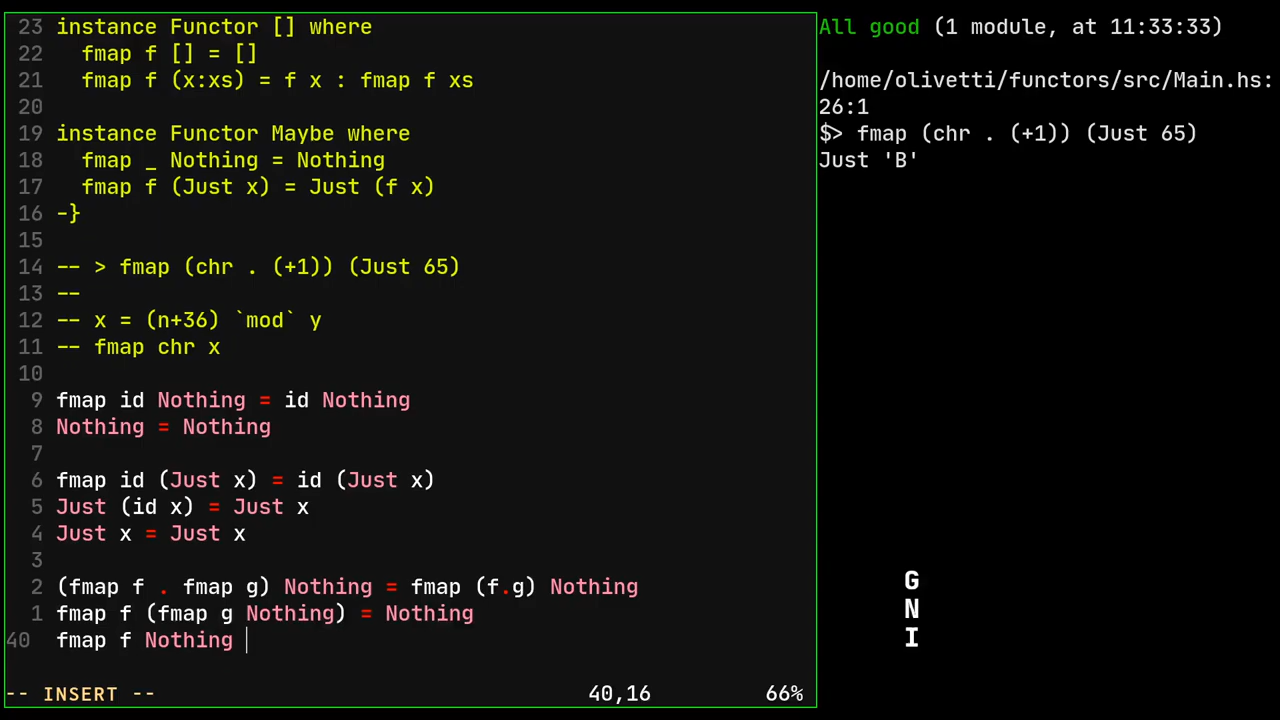 23 instance Functor [] where
22   fmap f [] = []
21   fmap f (x:xs) = f x : fmap f xs
20
19 instance Functor Maybe where
18   fmap _ Nothing = Nothing
17   fmap f (Just x) = Just (f x)
16 -}
15
14 -- > fmap (chr . (+1)) (Just 65)
13 --
12 -- x = (n+36) `mod` y
11 -- fmap chr x
10
9 fmap id Nothing = id Nothing
8 Nothing = Nothing
7
6 fmap id (Just x) = id (Just x)
5 Just (id x) = Just x
4 Just x = Just x
3
2 (fmap f . fmap g) Nothing = fmap (f.g) Nothing
1 fmap f (fmap g Nothing) = Nothing
40 fmap f Nothing
-- INSERT -- 40,16 66%
All good (1 module, at 11:33:33)
/home/olivetti/functors/src/Main.hs:
26:1
$> fmap (chr . (+1)) (Just 65)
Just 'B'
G
N
I